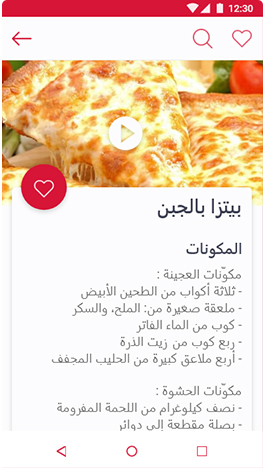 12:30
بيتزا بالجبن
المكونات
مكوّنات العجينة :
- ثلاثة أكواب من الطحين الأبيض
- ملعقة صغيرة من: الملح، والسكر
- كوب من الماء الفاتر
- ربع كوب من زيت الذرة
- أربع ملاعق كبيرة من الحليب المجفف
مكوّنات الحشوة :
- نصف كيلوغرام من اللحمة المفرومة
- بصلة مقطعة إلى دوائر